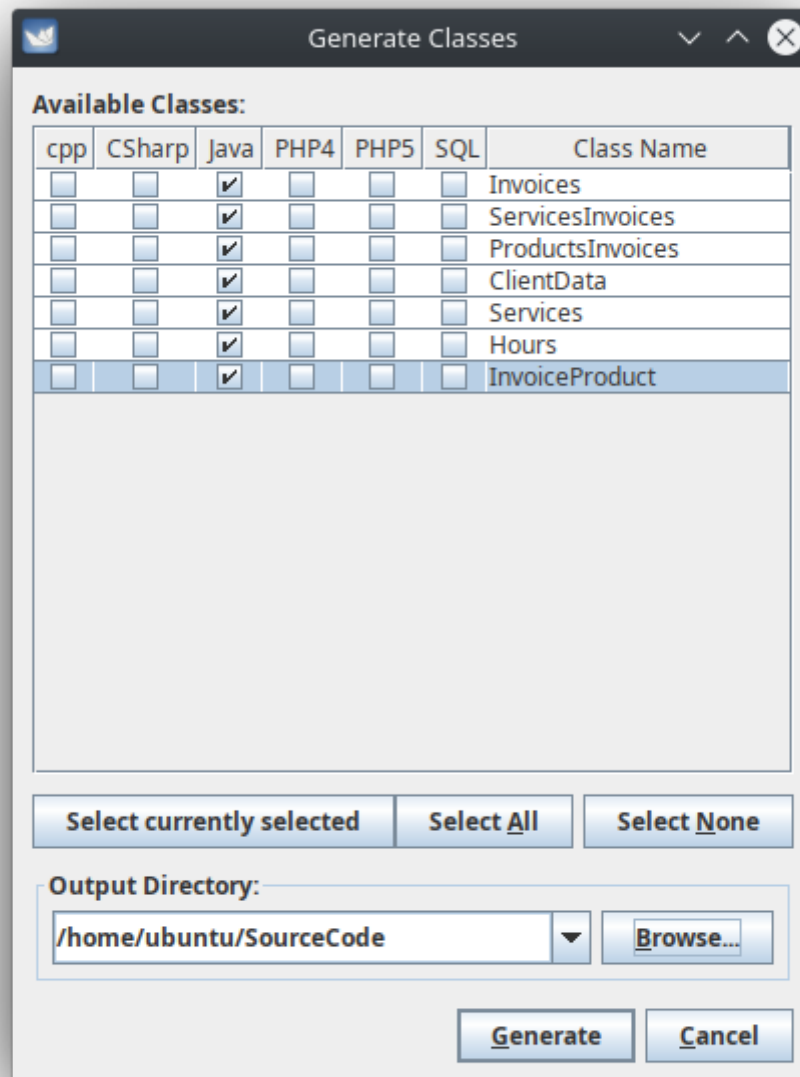 Generate Classes
Available Classes:
cpp CSharp Java PHP4 PHP5 SQL Class Name
Invoices
ServicesInvoices
ProductsInvoices
ClientData
Services
Hours
InvoiceProduct
Select currently selected Select All Select None
Output Directory:
/home/ubuntu/SourceCode Browse...
Generate Cancel